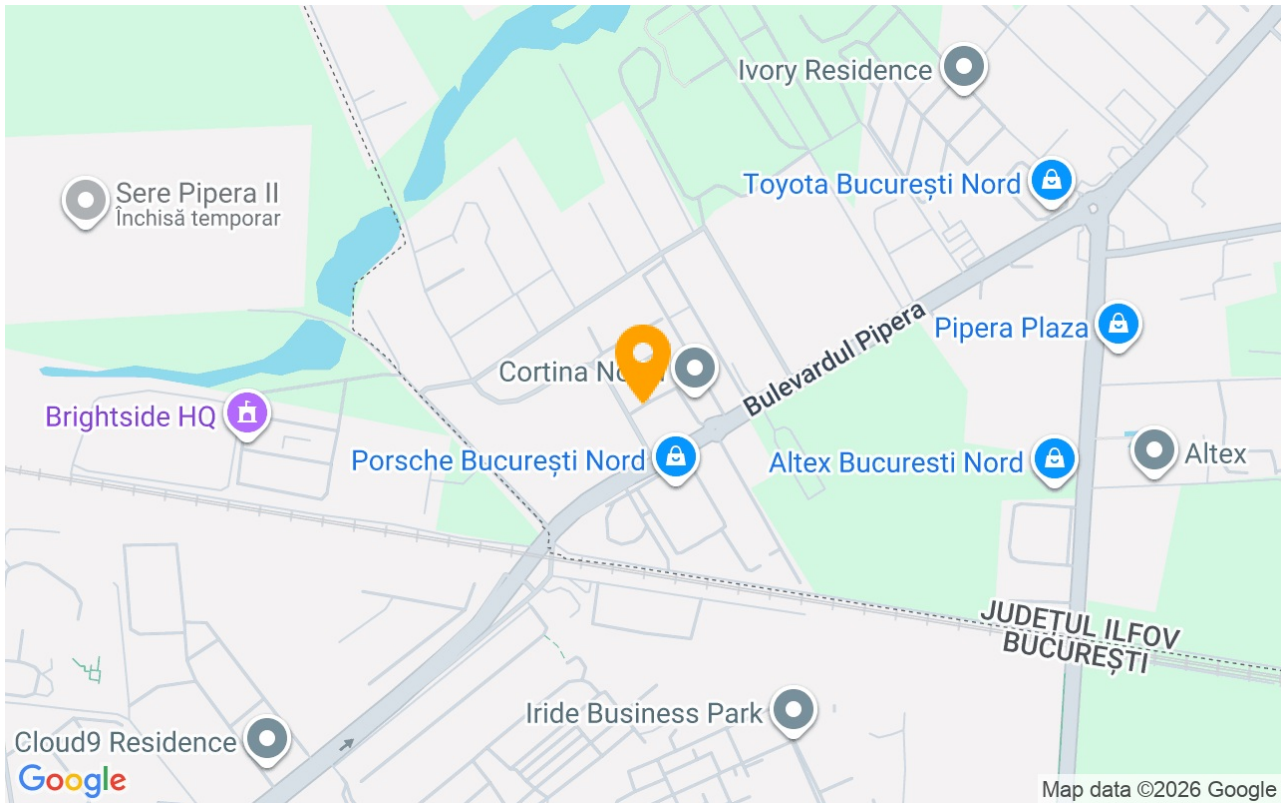 Ivory Residence
Toyota București Nord
Sere Pipera II
Închisă temporar
Bulevardul Pipera
Pipera Plaza
Cortina No
Brightside HQ
Porsche București Nord
Altex Bucuresti Nord
Altex
JUDEȚUL ILFOV
BUCUREȘTI
Iride Business Park
Cloud9 Residence
Google
Map data ©2026 Google